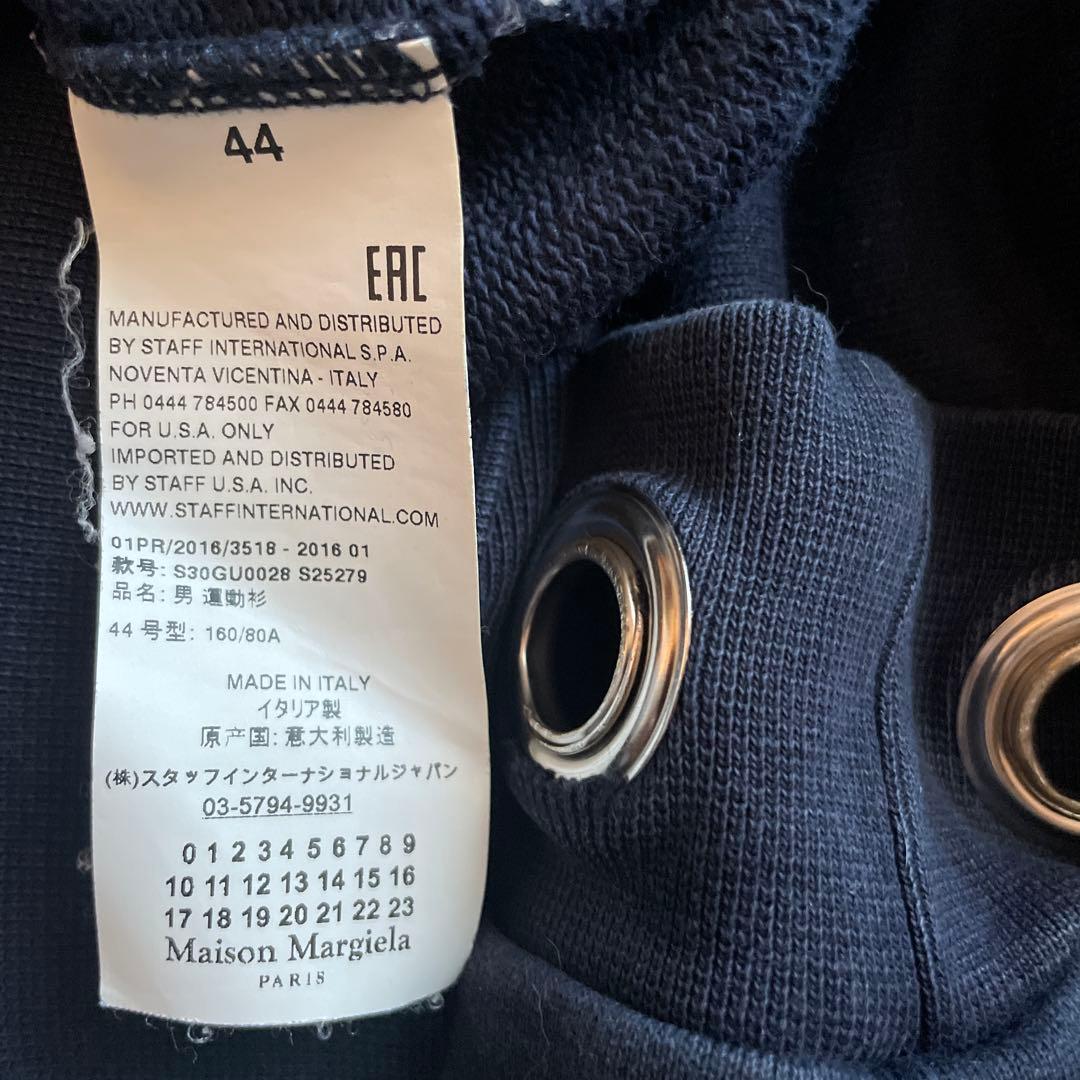 44
EAC
MANUFACTURED AND DISTRIBUTED
BY STAFF INTERNATIONAL S.P.A.
NOVENTA VICENTINA - ITALY
PH 0444 784500 FAX 0444 784580
FOR U.S.A. ONLY
IMPORTED AND DISTRIBUTED
BY STAFF U.S.A. INC.
WWW.STAFFINTERNATIONAL.COM
01PR/2016/3518 - 2016 01
款号: S30GU0028 S25279
品名: 男 運動衫
44 号型: 160/80A
MADE IN ITALY
イタリア製
原产国: 意大利製造
(株)スタッフインターナショナルジャパン
03-5794-9931
0 1 2 3 4 5 6 7 8 9
10 11 12 13 14 15 16
17 18 19 20 21 22 23
Maison Margiela
PARIS